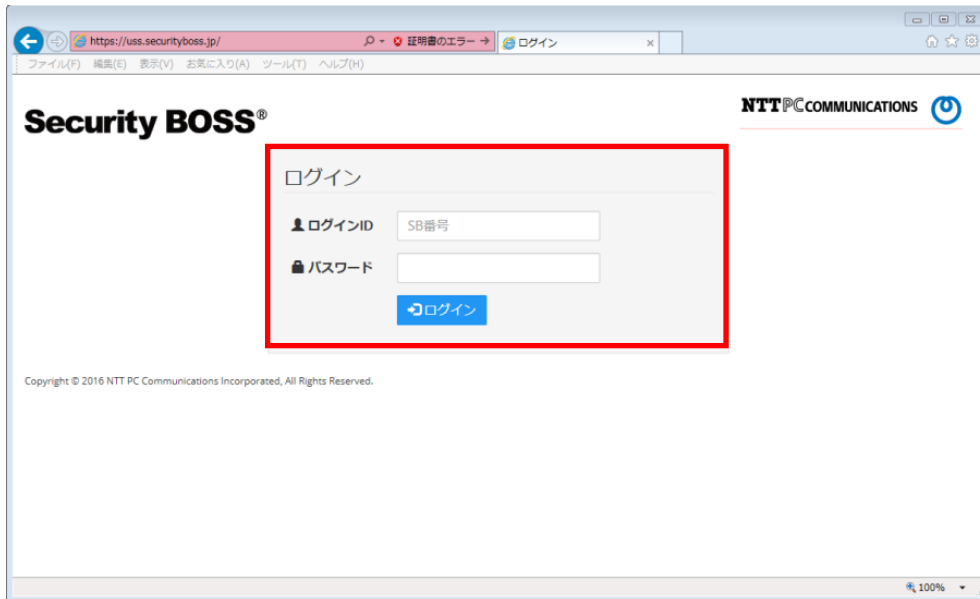 https://uss.securityboss.jp/ 証明書のエラー ログイン
ファイル(F) 編集(E) 表示(V) お気に入り(A) ツール(T) ヘルプ(H)
Security BOSS®
NTTPC COMMUNICATIONS
ログイン
ログインID SB番号
パスワード
ログイン
Copyright © 2016 NTT PC Communications Incorporated, All Rights Reserved.
100%